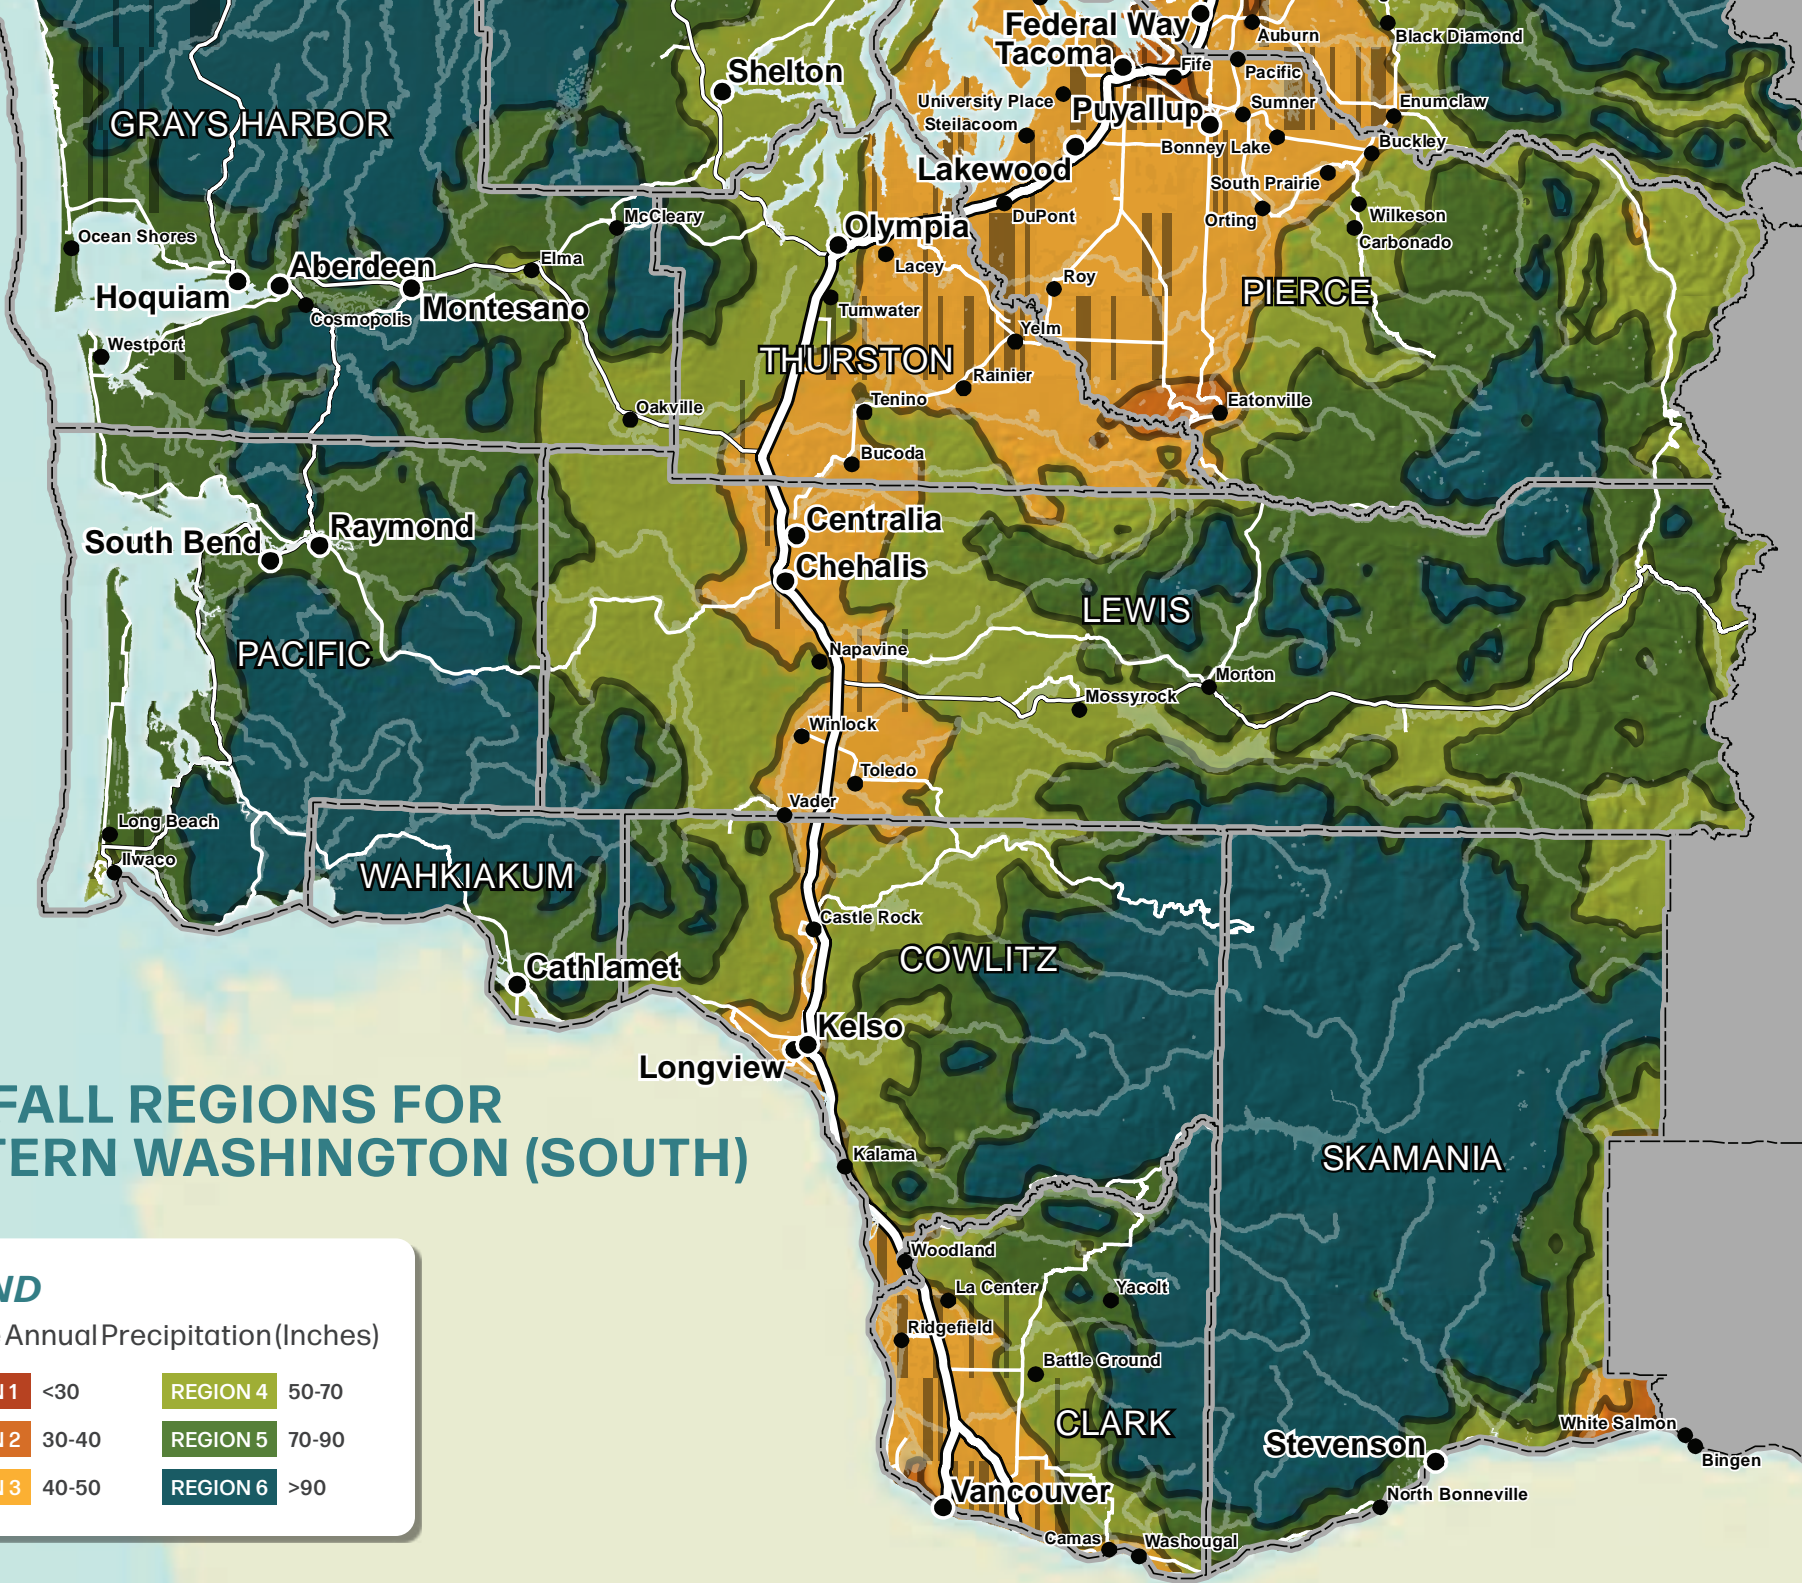 Federal Way
Auburn
Black Diamond
Tacoma
Fife
Pacific
Shelton
University Place
Puyallup
Sumner
Enumclaw
GRAYS HARBOR
Steilacoom
Bonney Lake
Buckley
Lakewood
South Prairie
McCleary
DuPont
Orting
Wilkeson
Ocean Shores
Olympia
Carbonado
Elma
Lacey
Aberdeen
Roy
PIERCE
Hoquiam
Montesano
Cosmopolis
Tumwater
Yelm
Westport
THURSTON
Rainier
Oakville
Tenino
Eatonville
Bucoda
South Bend
Raymond
Centralia
Chehalis
LEWIS
PACIFIC
Napavine
Morton
Mossyrock
Winlock
Toledo
Vader
Long Beach
Ilwaco
WAHKIAKUM
Castle Rock
COWLITZ
Cathlamet
Kelso
Longview
FALL REGIONS FOR
TERN WASHINGTON (SOUTH)
Kalama
SKAMANIA
Woodland
La Center
Yacolt
Ridgefield
Battle Ground
CLARK
White Salmon
Stevenson
Bingen
Vancouver
North Bonneville
Camas
Washougal
ND
Annual Precipitation (Inches)
N 1 <30 REGION 4 50-70
N 2 30-40 REGION 5 70-90
N 3 40-50 REGION 6 >90